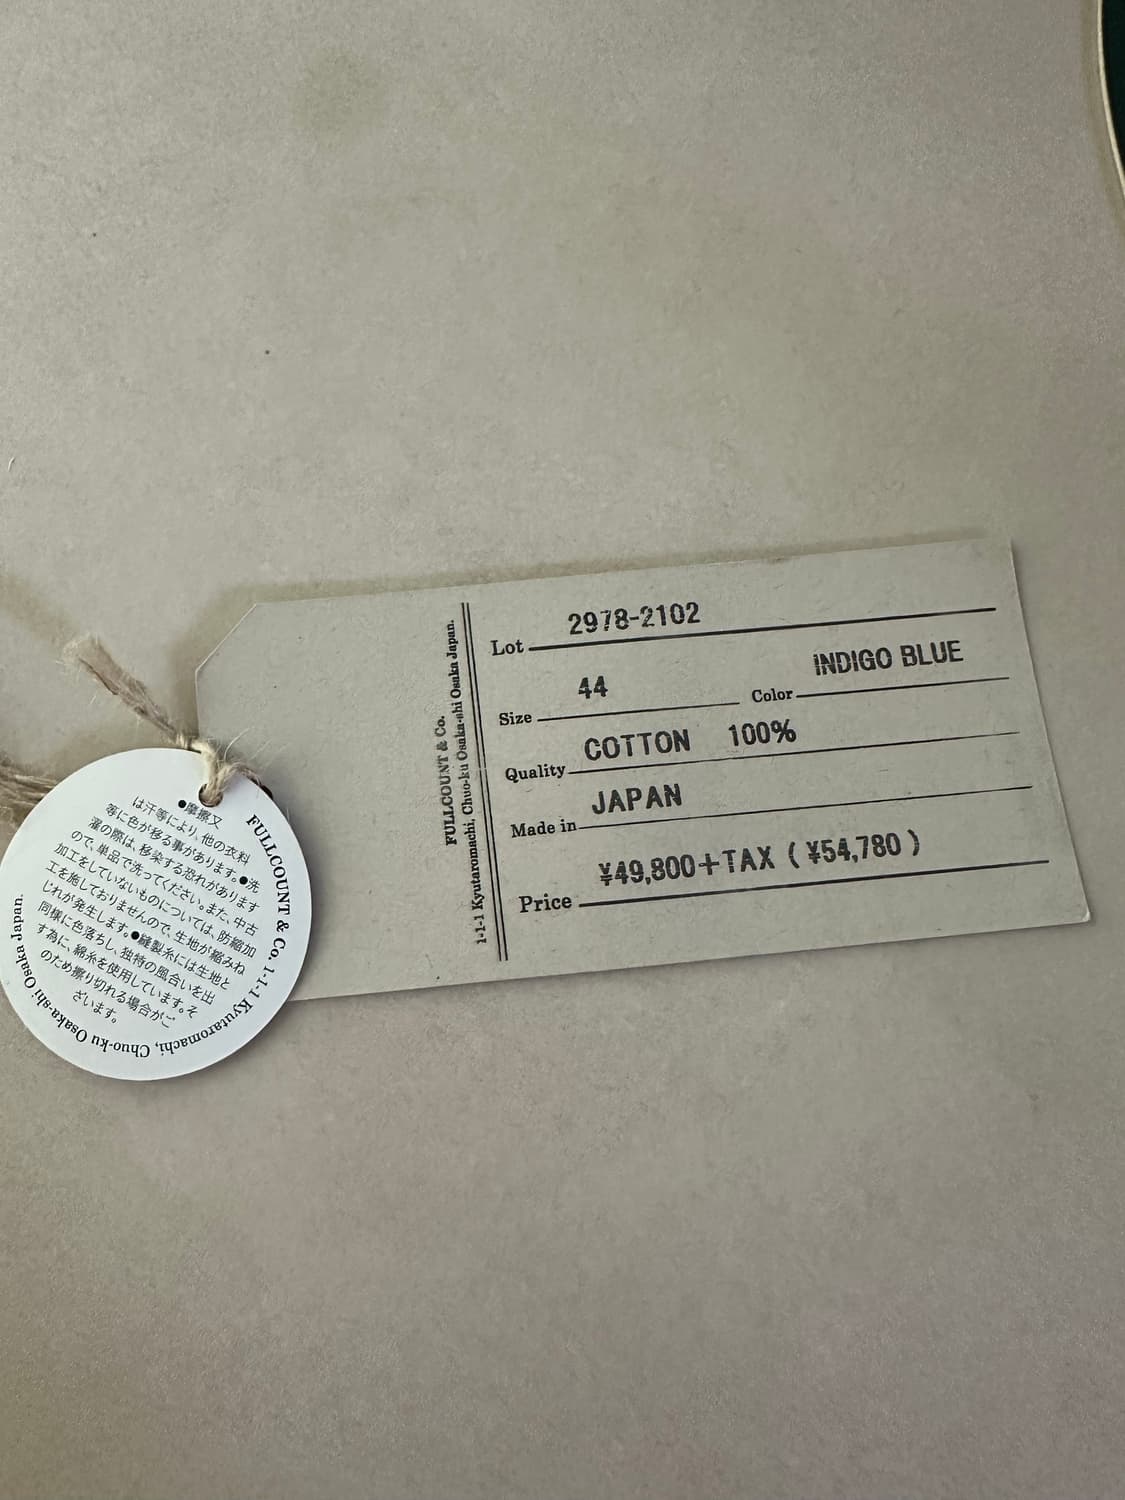 FULLCOUNT & Co.
1-1-1 Kyutaromachi, Chuo-ku Osaka-shi Osaka Japan.
Lot 2978-2102
Size 44 Color INDIGO BLUE
Quality COTTON 100%
Made in JAPAN
Price ¥49,800+TAX (¥54,780)
FULLCOUNT & Co. 1-1-1 Kyutaromachi, Chuo-ku Osaka-shi Osaka Japan.
●摩擦又
は汗等により、他の衣料
等に色が移る事があります。●洗
濯の際は、移染する恐れがあります
ので、単品で洗ってください。また、中古
加工をしていないものについては、防縮加
工を施しておりませんので、生地が縮みね
じれが発生します。●縫製糸には生地と
同様に色落ちし、独特の風合いを出
す為に、綿糸を使用しています。そ
のため擦り切れる場合がご
ざいます。